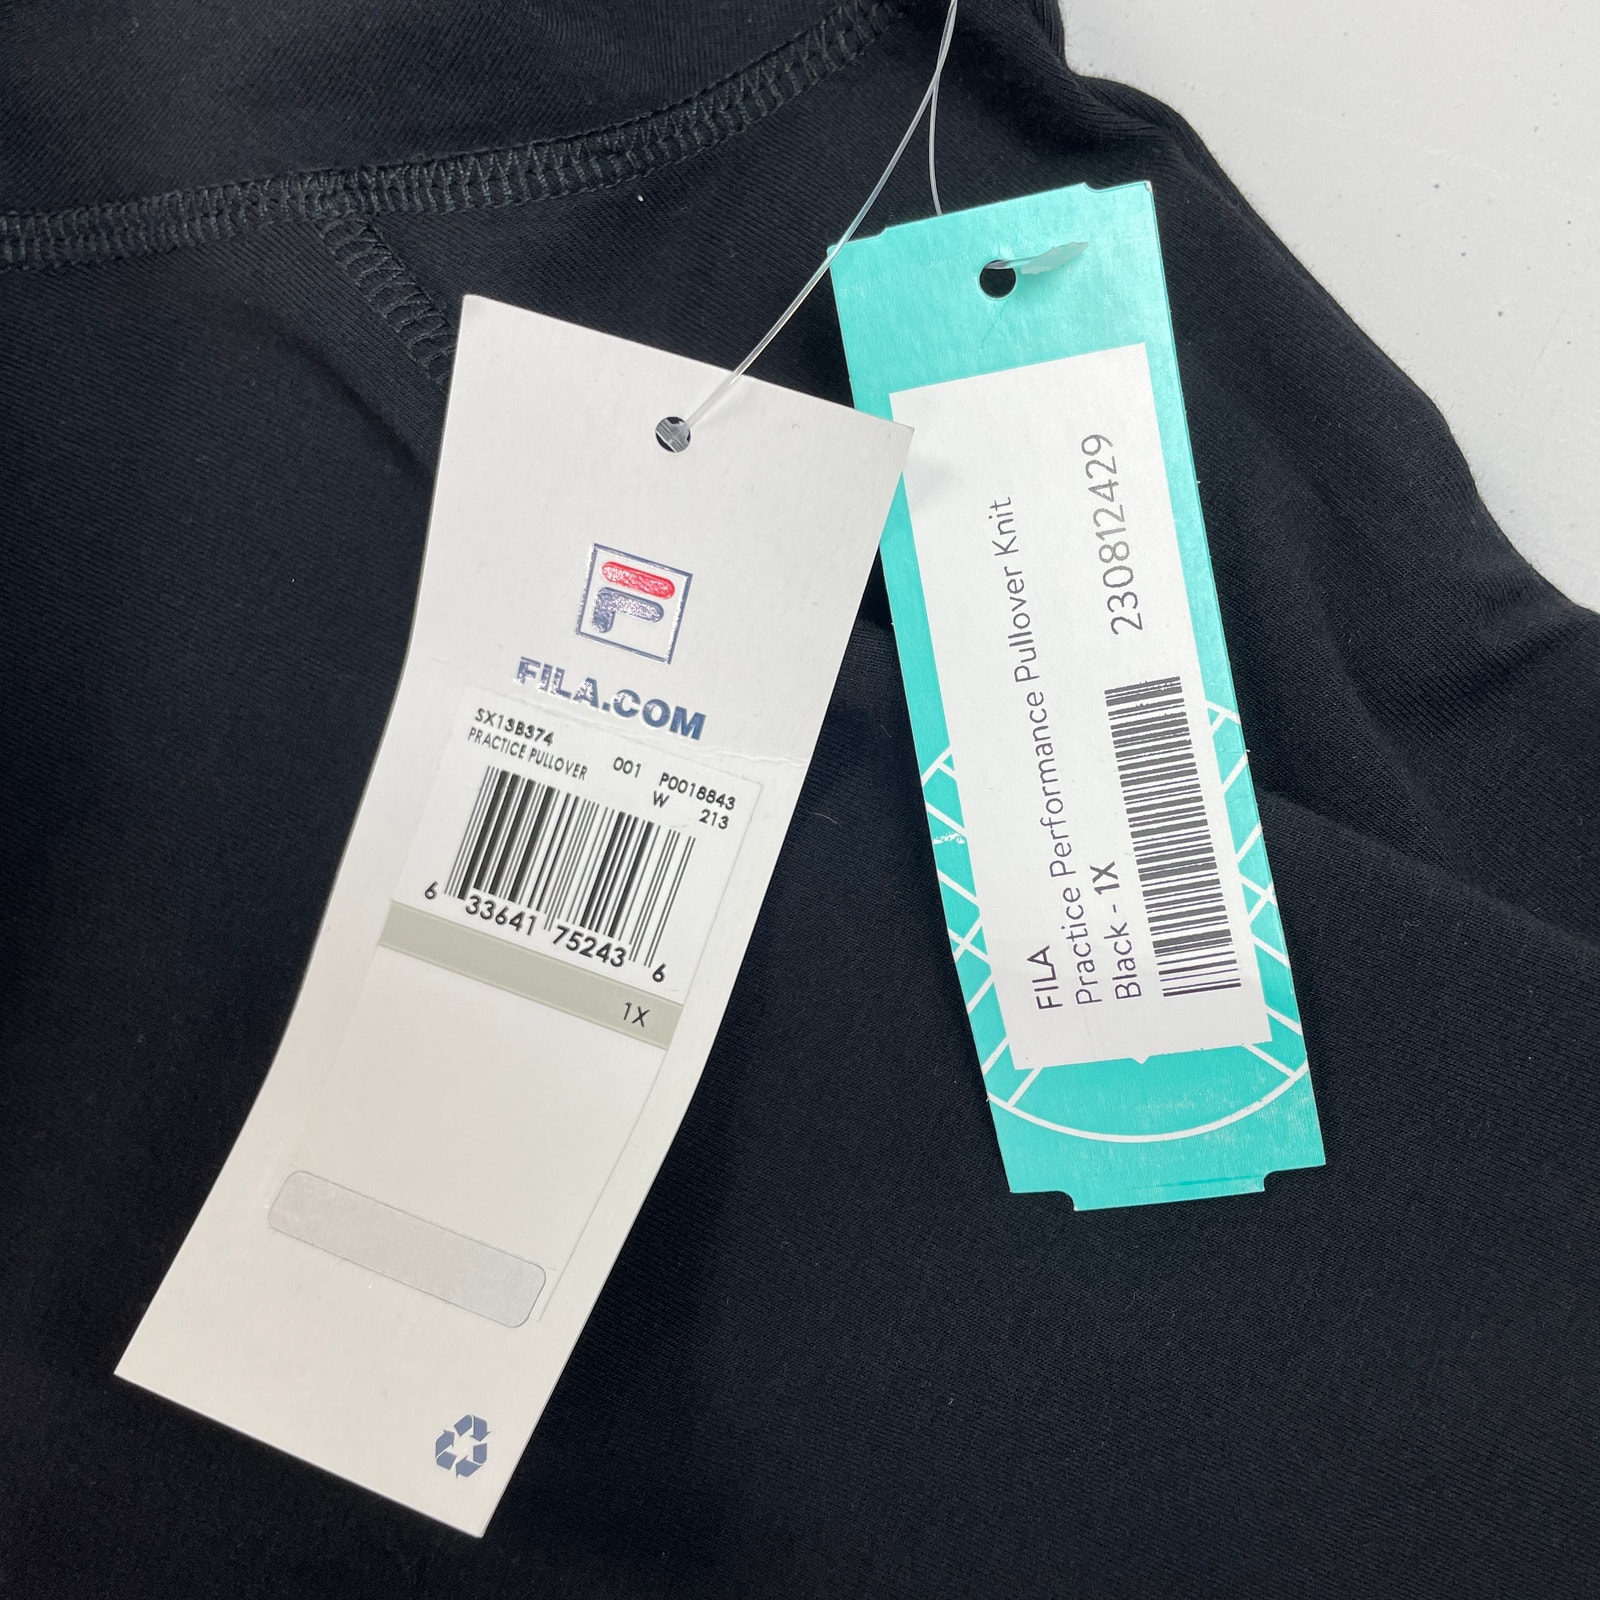 FILA.COM
SX13B374 001 P0018843
PRACTICE PULLOVER W 213
6 33641 75243 6
1X
FILA
Practice Performance Pullover Knit
Black - 1X
230812429